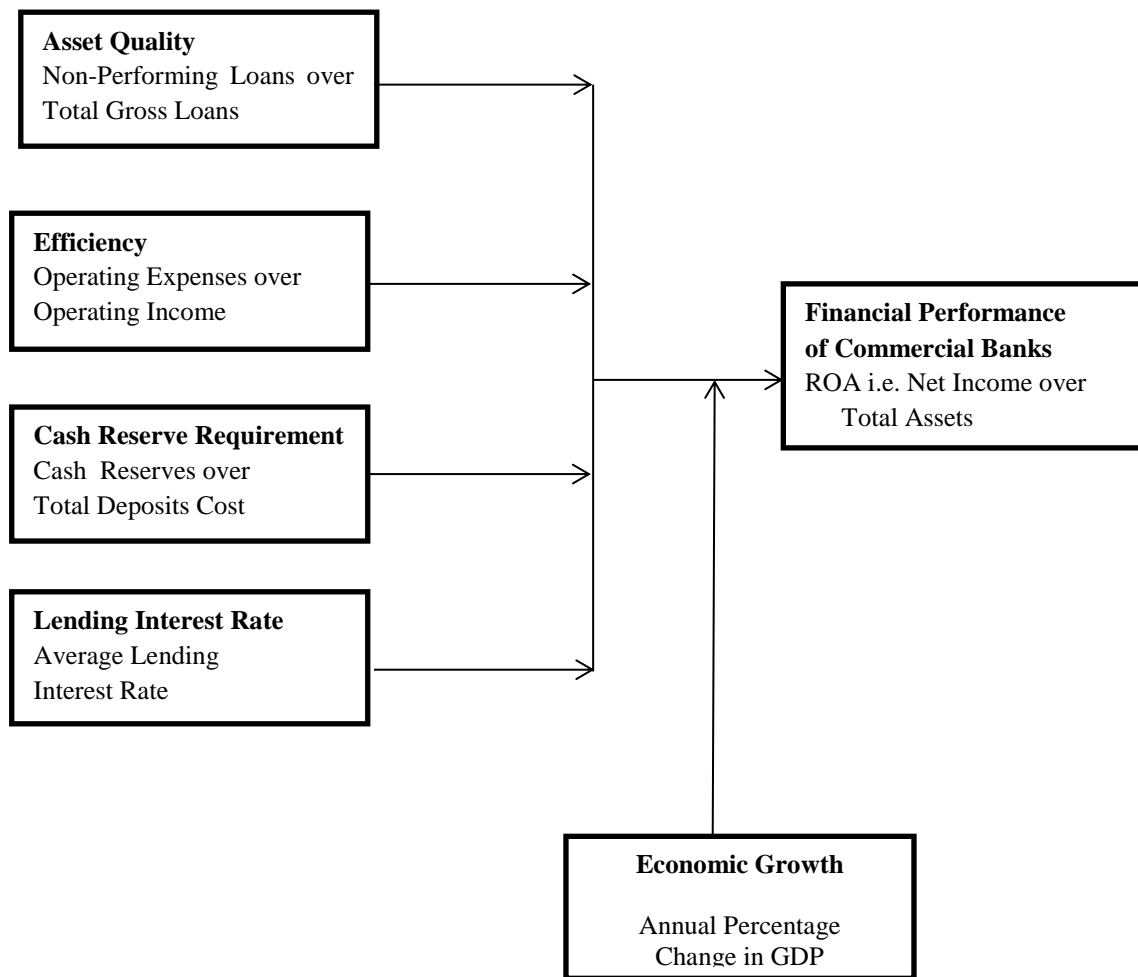 Asset Quality
Non-Performing Loans over
Total Gross Loans
Efficiency
Operating Expenses over
Operating Income
Cash Reserve Requirement
Cash Reserves over
Total Deposits Cost
Lending Interest Rate
Average Lending
Interest Rate
Financial Performance
of Commercial Banks
ROA i.e. Net Income over
Total Assets
Economic Growth
Annual Percentage
Change in GDP